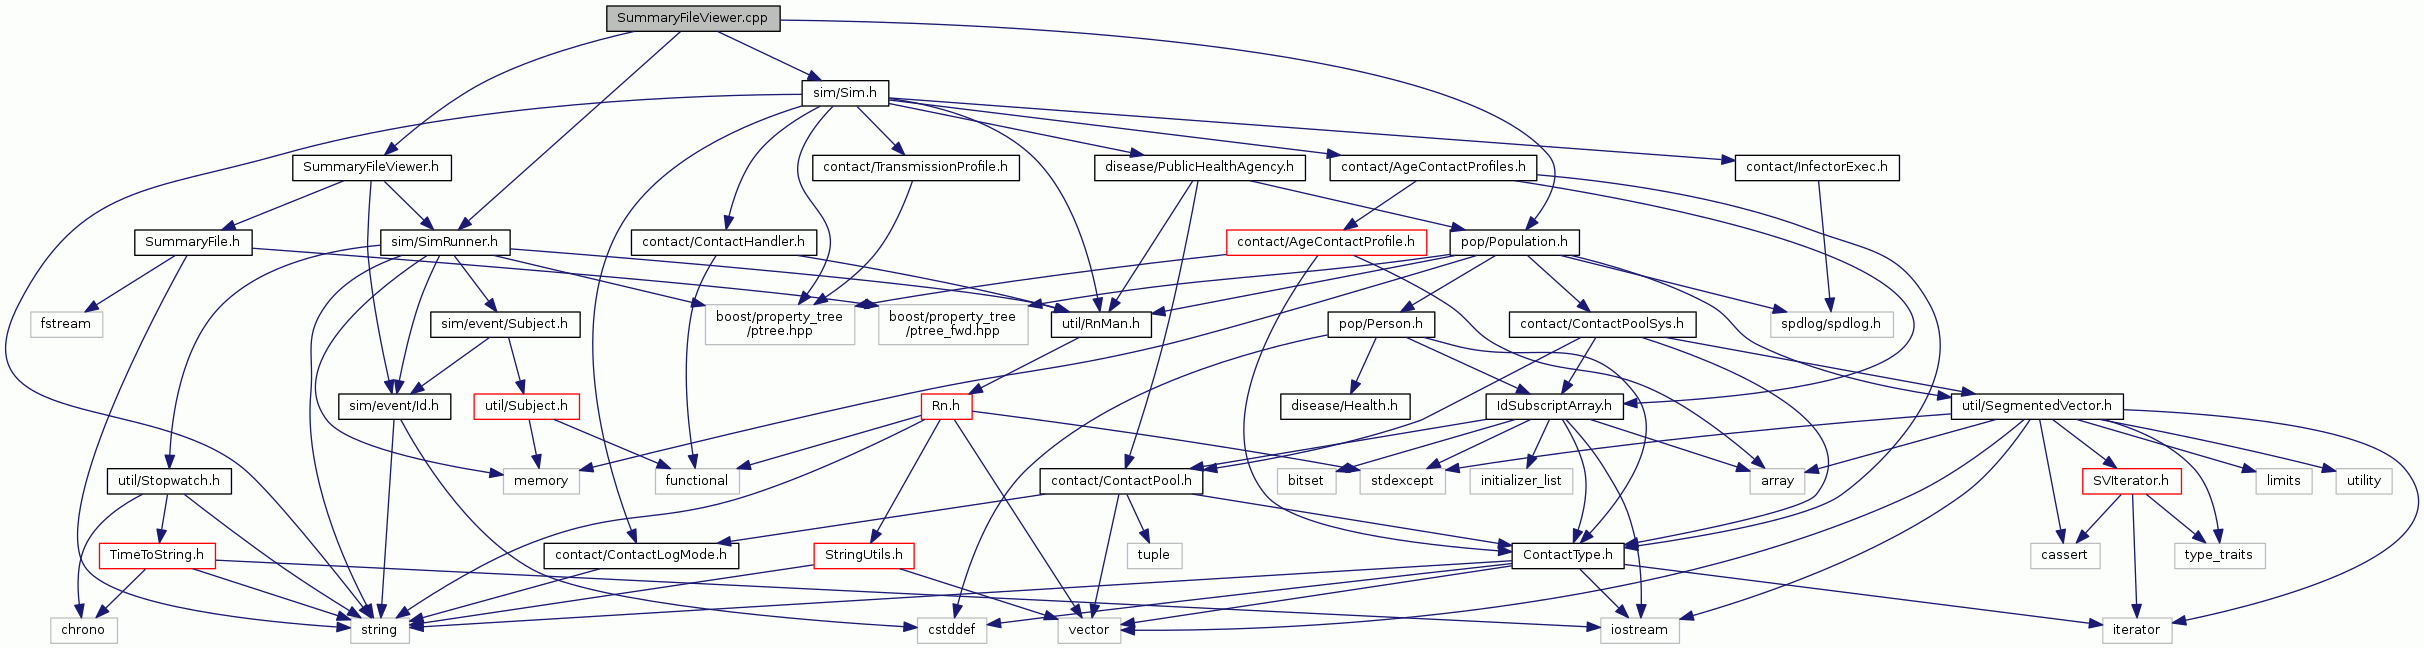 SummaryFileViewer.cpp
sim/Sim.h
SummaryFileViewer.h
contact/TransmissionProfile.h
disease/PublicHealthAgency.h
contact/AgeContactProfiles.h
contact/InfectorExec.h
SummaryFile.h
sim/SimRunner.h
contact/ContactHandler.h
contact/AgeContactProfile.h
pop/Population.h
fstream
sim/event/Subject.h
boost/property_tree
/ptree.hpp
boost/property_tree
/ptree_fwd.hpp
util/RnMan.h
pop/Person.h
contact/ContactPoolSys.h
spdlog/spdlog.h
sim/event/Id.h
util/Subject.h
Rn.h
disease/Health.h
IdSubscriptArray.h
util/SegmentedVector.h
util/Stopwatch.h
memory
functional
contact/ContactPool.h
bitset
stdexcept
initializer_list
array
SVIterator.h
limits
utility
TimeToString.h
contact/ContactLogMode.h
StringUtils.h
tuple
ContactType.h
cassert
type_traits
chrono
string
cstddef
vector
iostream
iterator